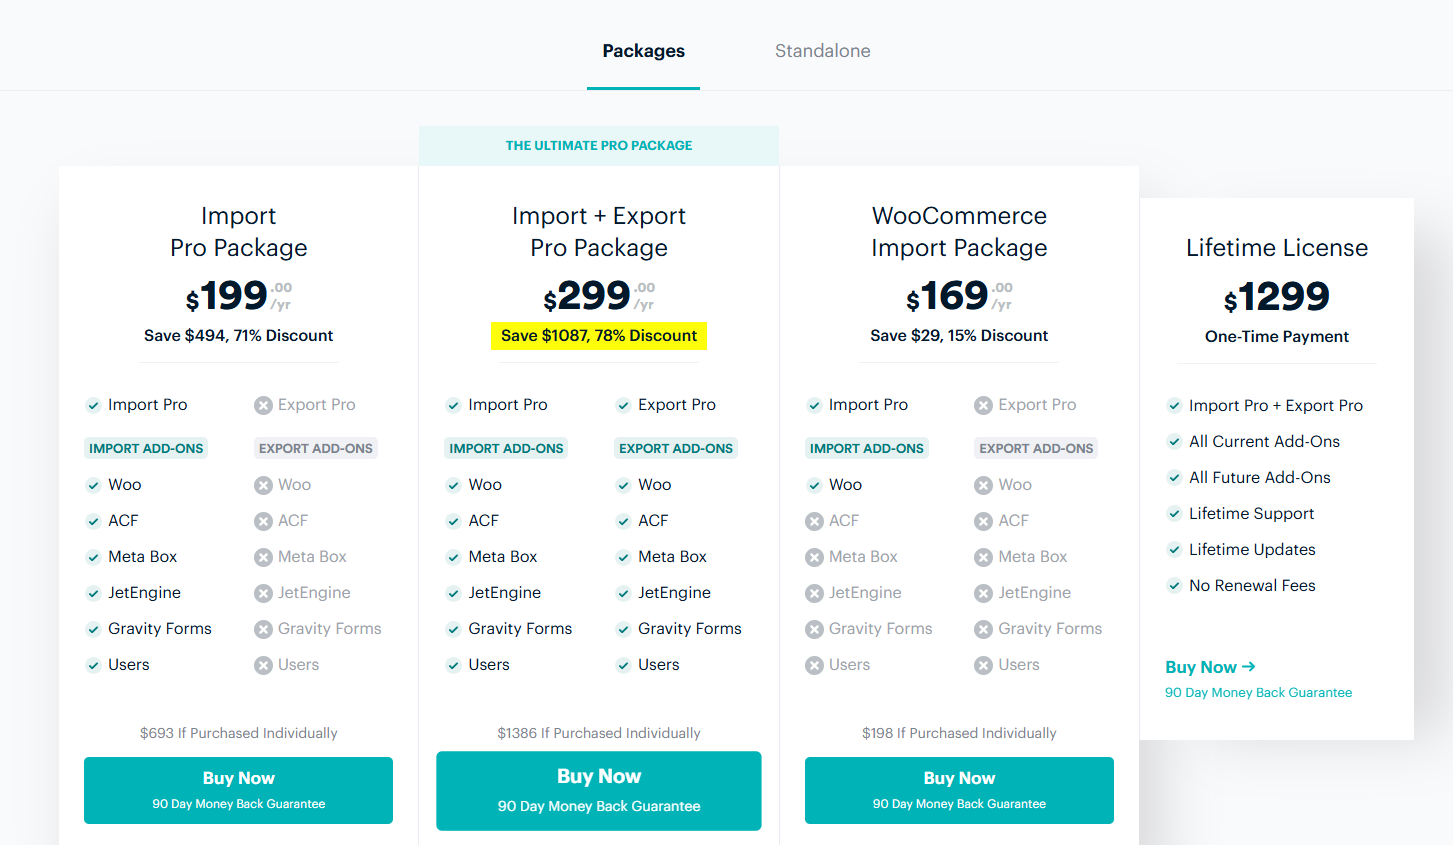 Packages
Standalone
THE ULTIMATE PRO PACKAGE
Import
Pro Package
$199.00
/yr
Save $494, 71% Discount
Import Pro
Export Pro
IMPORT ADD-ONS
EXPORT ADD-ONS
Woo
Woo
ACF
ACF
Meta Box
Meta Box
JetEngine
JetEngine
Gravity Forms
Gravity Forms
Users
Users
$693 If Purchased Individually
Buy Now
90 Day Money Back Guarantee
Import + Export
Pro Package
$299.00
/yr
Save $1087, 78% Discount
Import Pro
Export Pro
IMPORT ADD-ONS
EXPORT ADD-ONS
Woo
Woo
ACF
ACF
Meta Box
Meta Box
JetEngine
JetEngine
Gravity Forms
Gravity Forms
Users
Users
$1386 If Purchased Individually
Buy Now
90 Day Money Back Guarantee
WooCommerce
Import Package
$169.00
/yr
Save $29, 15% Discount
Import Pro
Export Pro
IMPORT ADD-ONS
EXPORT ADD-ONS
Woo
Woo
ACF
ACF
Meta Box
Meta Box
JetEngine
JetEngine
Gravity Forms
Gravity Forms
Users
Users
$198 If Purchased Individually
Buy Now
90 Day Money Back Guarantee
Lifetime License
$1299
One-Time Payment
Import Pro + Export Pro
All Current Add-Ons
All Future Add-Ons
Lifetime Support
Lifetime Updates
No Renewal Fees
Buy Now →
90 Day Money Back Guarantee